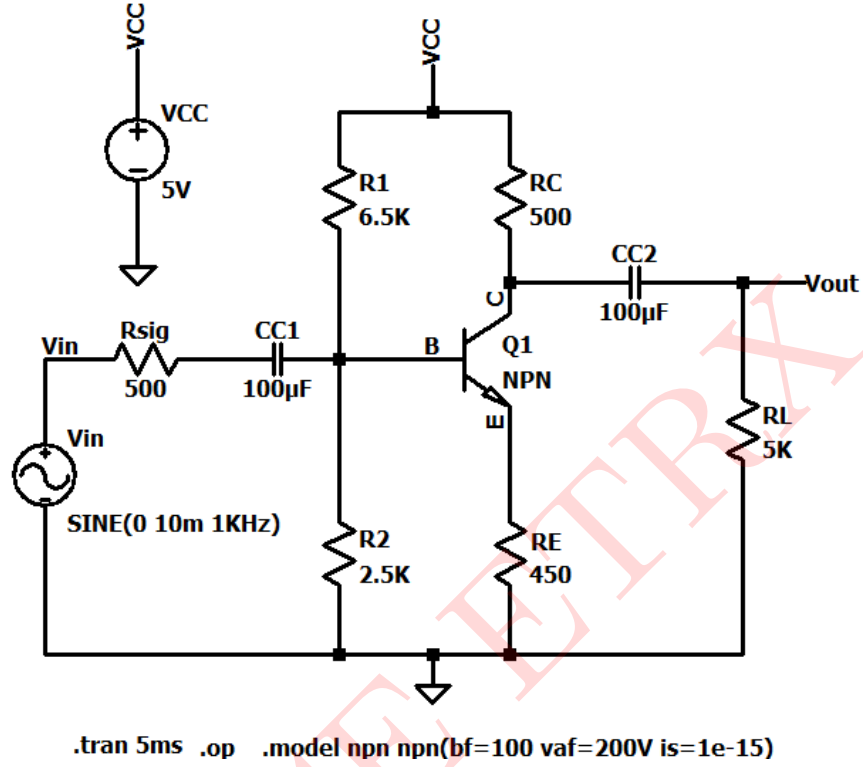 VCC
VCC
5V
VCC
R1
6.5K
RC
500
CC2
100µF
Vout
C
Vin
Rsig
500
CC1
100µF
B
Q1
NPN
E
Vin
SINE(0 10m 1KHz)
R2
2.5K
RE
450
RL
5K
.tran 5ms .op .model npn npn(bf=100 vaf=200V is=1e-15)
E ETRX